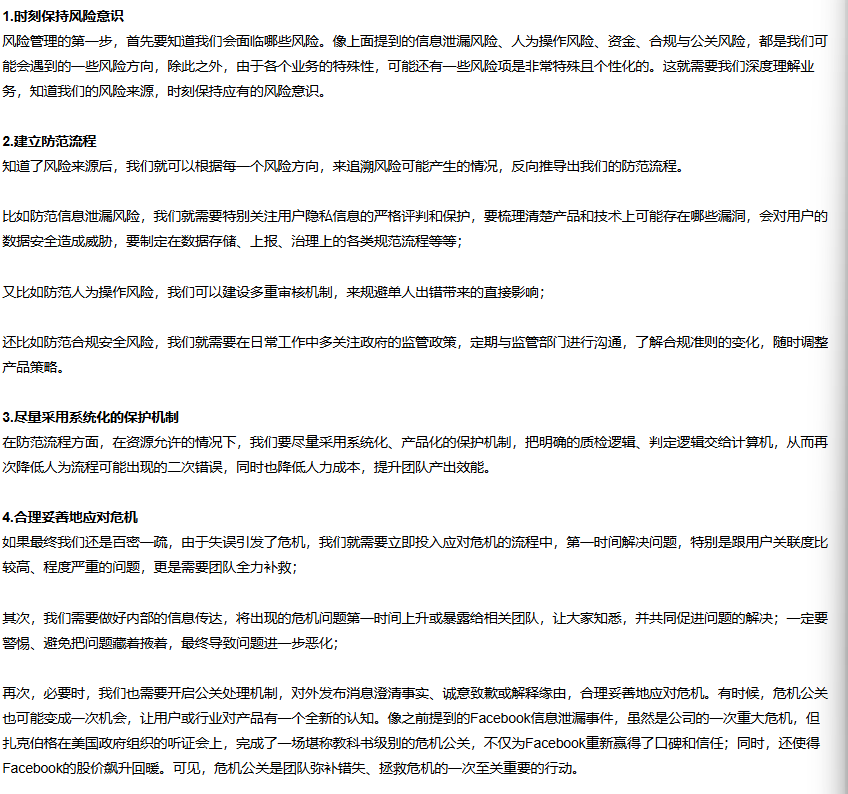 1.时刻保持风险意识
风险管理的第一步，首先要知道我们会面临哪些风险。像上面提到的信息泄漏风险、人为操作风险、资金、合规与公关风险，都是我们可
能会遇到的一些风险方向，除此之外，由于各个业务的特殊性，可能还有一些风险项是非常特殊且个性化的。这就需要我们深度理解业
务，知道我们的风险来源，时刻保持应有的风险意识。
2.建立防范流程
知道了风险来源后，我们就可以根据每一个风险方向，来追溯风险可能产生的情况，反向推导出我们的防范流程。
比如防范信息泄漏风险，我们就需要特别关注用户隐私信息的严格评判和保护，要梳理清楚产品和技术上可能存在哪些漏洞，会对用户的
数据安全造成威胁，要制定在数据存储、上报、治理上的各类规范流程等等；
又比如防范人为操作风险，我们可以建设多重审核机制，来规避单人出错带来的直接影响；
还比如防范合规安全风险，我们就需要在日常工作中多关注政府的监管政策，定期与监管部门进行沟通，了解合规准则的变化，随时调整
产品策略。
3.尽量采用系统化的保护机制
在防范流程方面，在资源允许的情况下，我们要尽量采用系统化、产品化的保护机制，把明确的质检逻辑、判定逻辑交给计算机，从而再
次降低人为流程可能出现的二次错误，同时也降低人力成本，提升团队产出效能。
4.合理妥善地应对危机
如果最终我们还是百密一疏，由于失误引发了危机，我们就需要立即投入应对危机的流程中，第一时间解决问题，特别是跟用户关联度比
较高、程度严重的问题，更是需要团队全力补救；
其次，我们需要做好内部的信息传达，将出现的危机问题第一时间上升或暴露给相关团队，让大家知悉，并共同促进问题的解决；一定要
警惕、避免把问题藏着掖着，最终导致问题进一步恶化；
再次，必要时，我们也需要开启公关处理机制，对外发布消息澄清事实、诚意致歉或解释缘由，合理妥善地应对危机。有时候，危机公关
也可能变成一次机会，让用户或行业对产品有一个全新的认知。像之前提到的Facebook信息泄漏事件，虽然是公司的一次重大危机，但
扎克伯格在美国政府组织的听证会上，完成了一场堪称教科书级别的危机公关，不仅为Facebook重新赢得了口碑和信任；同时，还使得
Facebook的股价飙升回暖。可见，危机公关是团队弥补错失、拯救危机的一次至关重要的行动。